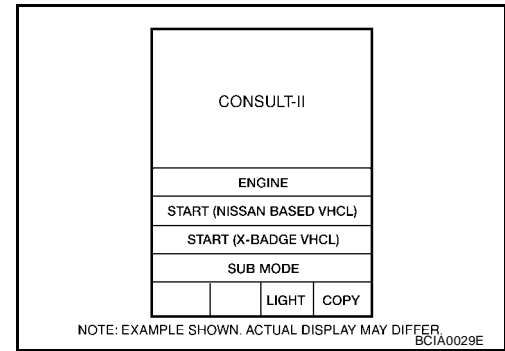 CONSULT-II
ENGINE
START (NISSAN BASED VHCL)
START (X-BADGE VHCL)
SUB MODE
LIGHT COPY
NOTE: EXAMPLE SHOWN. ACTUAL DISPLAY MAY DIFFER.
BCIA0029E